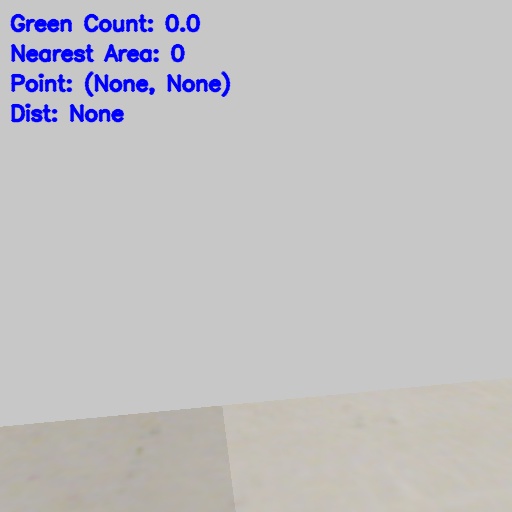 Green Count: 0.0
Nearest Area: 0
Point: (None, None)
Dist: None